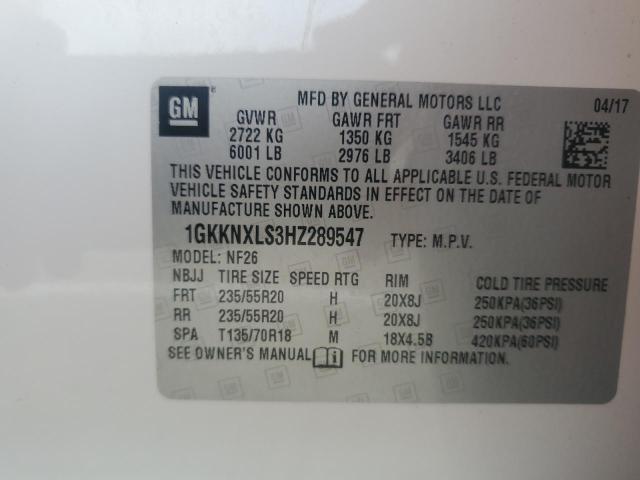 GM
MFD BY GENERAL MOTORS LLC 04/17
GVWR GAWR FRT GAWR RR
2722 KG 1350 KG 1545 KG
6001 LB 2976 LB 3406 LB
THIS VEHICLE CONFORMS TO ALL APPLICABLE U.S. FEDERAL MOTOR
VEHICLE SAFETY STANDARDS IN EFFECT ON THE DATE OF
MANUFACTURE SHOWN ABOVE.
1GKKNXLS3HZ289547 TYPE: M.P.V.
MODEL: NF26
NBJJ TIRE SIZE SPEED RTG RIM COLD TIRE PRESSURE
FRT 235/55R20 H 20X8J 250KPA(36PSI)
RR 235/55R20 H 20X8J 250KPA(36PSI)
SPA T135/70R18 M 18X4.5B 420KPA(60PSI)
SEE OWNER'S MANUAL FOR MORE INFORMATION.